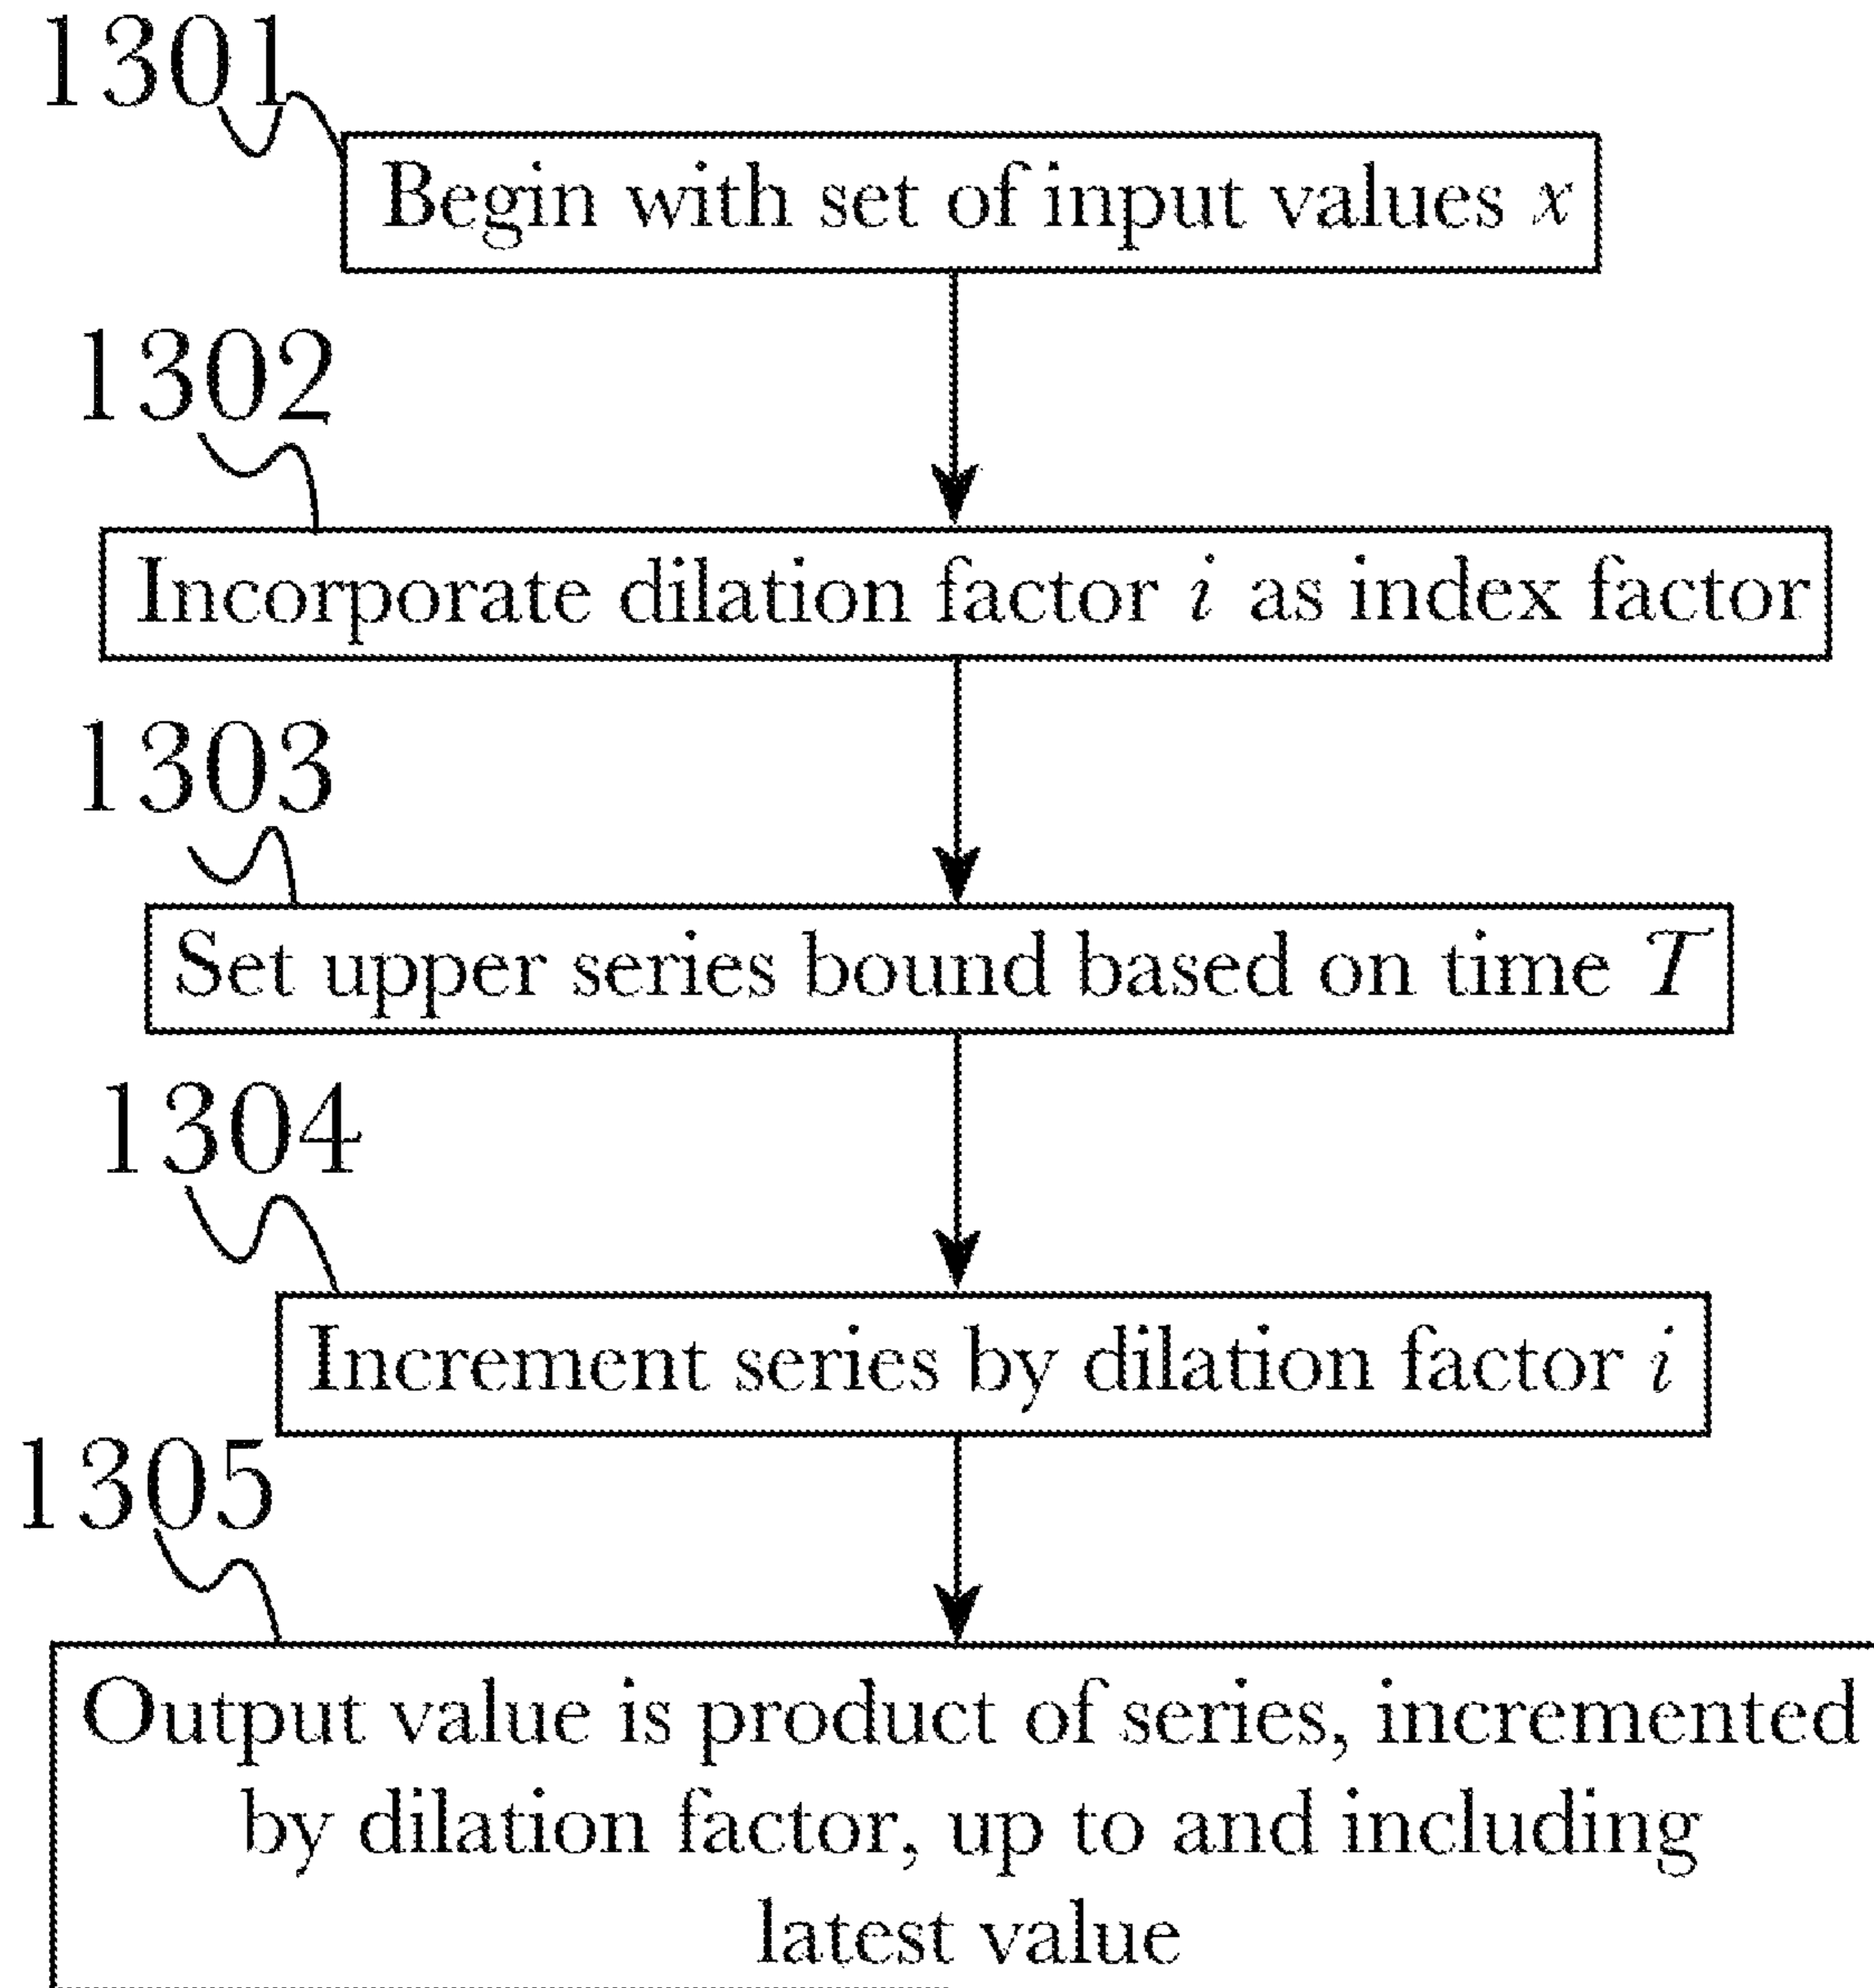 1301
Begin with set of input values x
1302
Incorporate dilation factor i as index factor
1303
Set upper series bound based on time T
1304
Increment series by dilation factor i
1305
Output value is product of series, incremented
by dilation factor, up to and including
latest value